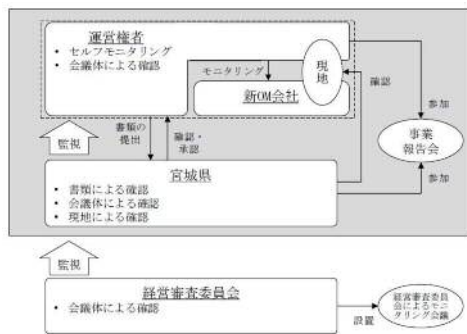 運営権者
• セルフモニタリング
• 会議体による確認
モニタリング
現地
新OM会社
確認
参加
監視
書類の
提出
確認・
承認
事業
報告会
宮城県
• 書類による確認
• 会議体による確認
• 現地による確認
参加
監視
経営審査委員会
• 会議体による確認
設置
経営審査委員
会によるモニ
タリング会議